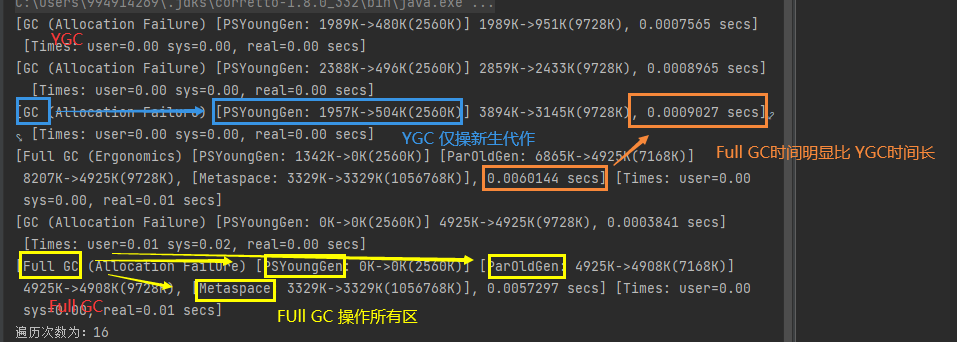 C:\Users\994914269\.jdks\corretto-1.8.0_332\bin\java.exe ...
[GC (Allocation Failure) [PSYoungGen: 1989K->480K(2560K)] 1989K->951K(9728K), 0.0007565 secs]
YGC
[Times: user=0.00 sys=0.00, real=0.00 secs]
[GC (Allocation Failure) [PSYoungGen: 2388K->496K(2560K)] 2859K->2433K(9728K), 0.0008965 secs]
[Times: user=0.00 sys=0.00, real=0.00 secs]
[GC (Allocation Failure) [PSYoungGen: 1957K->504K(2560K)] 3894K->3145K(9728K), 0.0009027 secs]
[Times: user=0.00 sys=0.00, real=0.00 secs]
YGC 仅操新生代作
Full GC时间明显比 YGC时间长
[Full GC (Ergonomics) [PSYoungGen: 1342K->0K(2560K)] [ParOldGen: 6865K->4925K(7168K)]
8207K->4925K(9728K), [Metaspace: 3329K->3329K(1056768K)], 0.0060144 secs] [Times: user=0.00
sys=0.00, real=0.01 secs]
[GC (Allocation Failure) [PSYoungGen: 0K->0K(2560K)] 4925K->4925K(9728K), 0.0003841 secs]
[Times: user=0.01 sys=0.02, real=0.00 secs]
[Full GC (Allocation Failure) [PSYoungGen: 0K->0K(2560K)] [ParOldGen: 4925K->4908K(7168K)]
4925K->4908K(9728K), [Metaspace: 3329K->3329K(1056768K)], 0.0057297 secs] [Times: user=0.00
Full GC
sys=0.00, real=0.01 secs]
FUll GC 操作所有区
遍历次数为：16